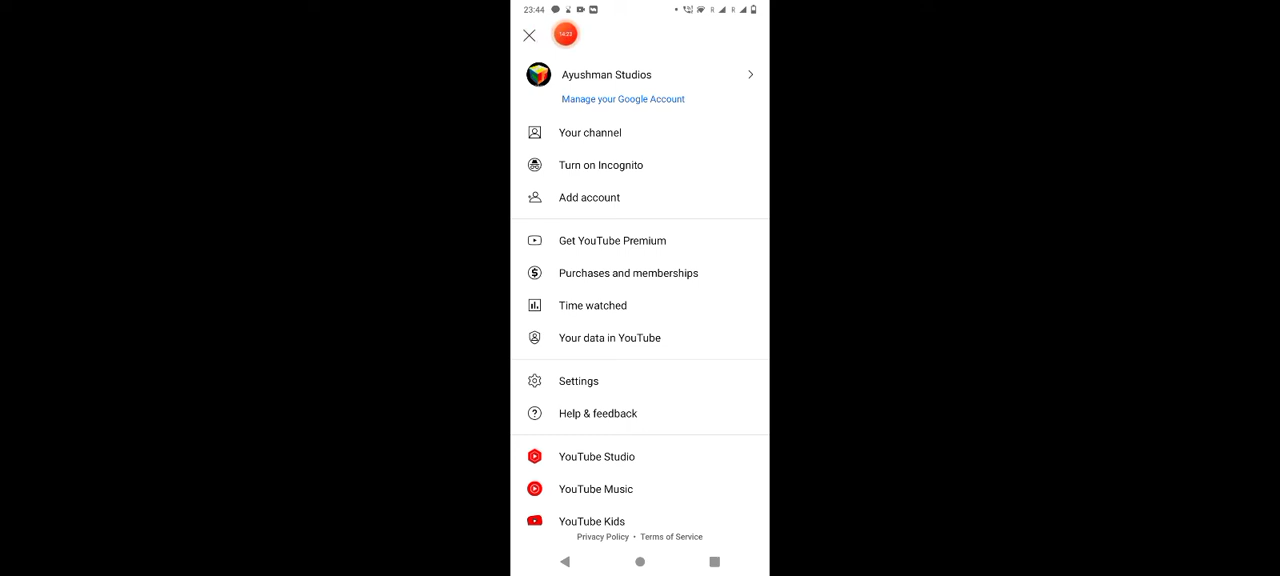 23:44
R R
14:23
Ayushman Studios
Manage your Google Account
Your channel
Turn on Incognito
Add account
Get YouTube Premium
Purchases and memberships
Time watched
Your data in YouTube
Settings
Help & feedback
YouTube Studio
YouTube Music
YouTube Kids
Privacy Policy • Terms of Service